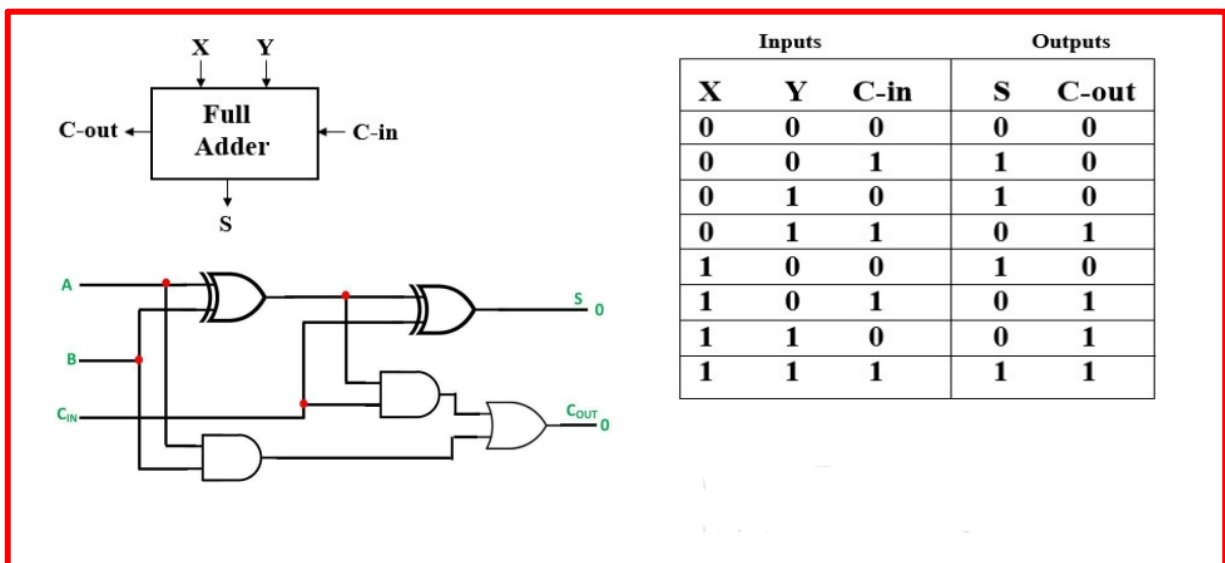 X Y
Full
Adder
C-out
C-in
S
A
B
CIN
S 0
COUT 0
Inputs Outputs
X Y C-in S C-out
0 0 0 0 0
0 0 1 1 0
0 1 0 1 0
0 1 1 0 1
1 0 0 1 0
1 0 1 0 1
1 1 0 0 1
1 1 1 1 1